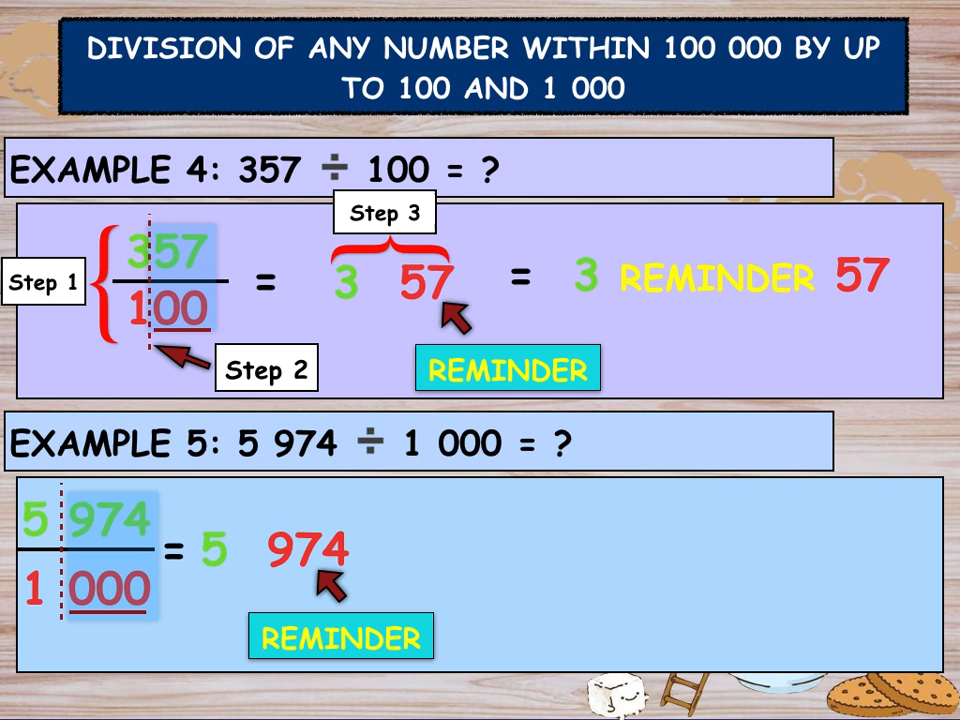 DIVISION OF ANY NUMBER WITHIN 100 000 BY UP
TO 100 AND 1 000
EXAMPLE 4: 357 ÷ 100 = ?
Step 3
Step 1
357
100
= 3 57 = 3 REMINDER 57
Step 2
REMINDER
EXAMPLE 5: 5 974 ÷ 1 000 = ?
5 974
1 000
= 5 974
REMINDER